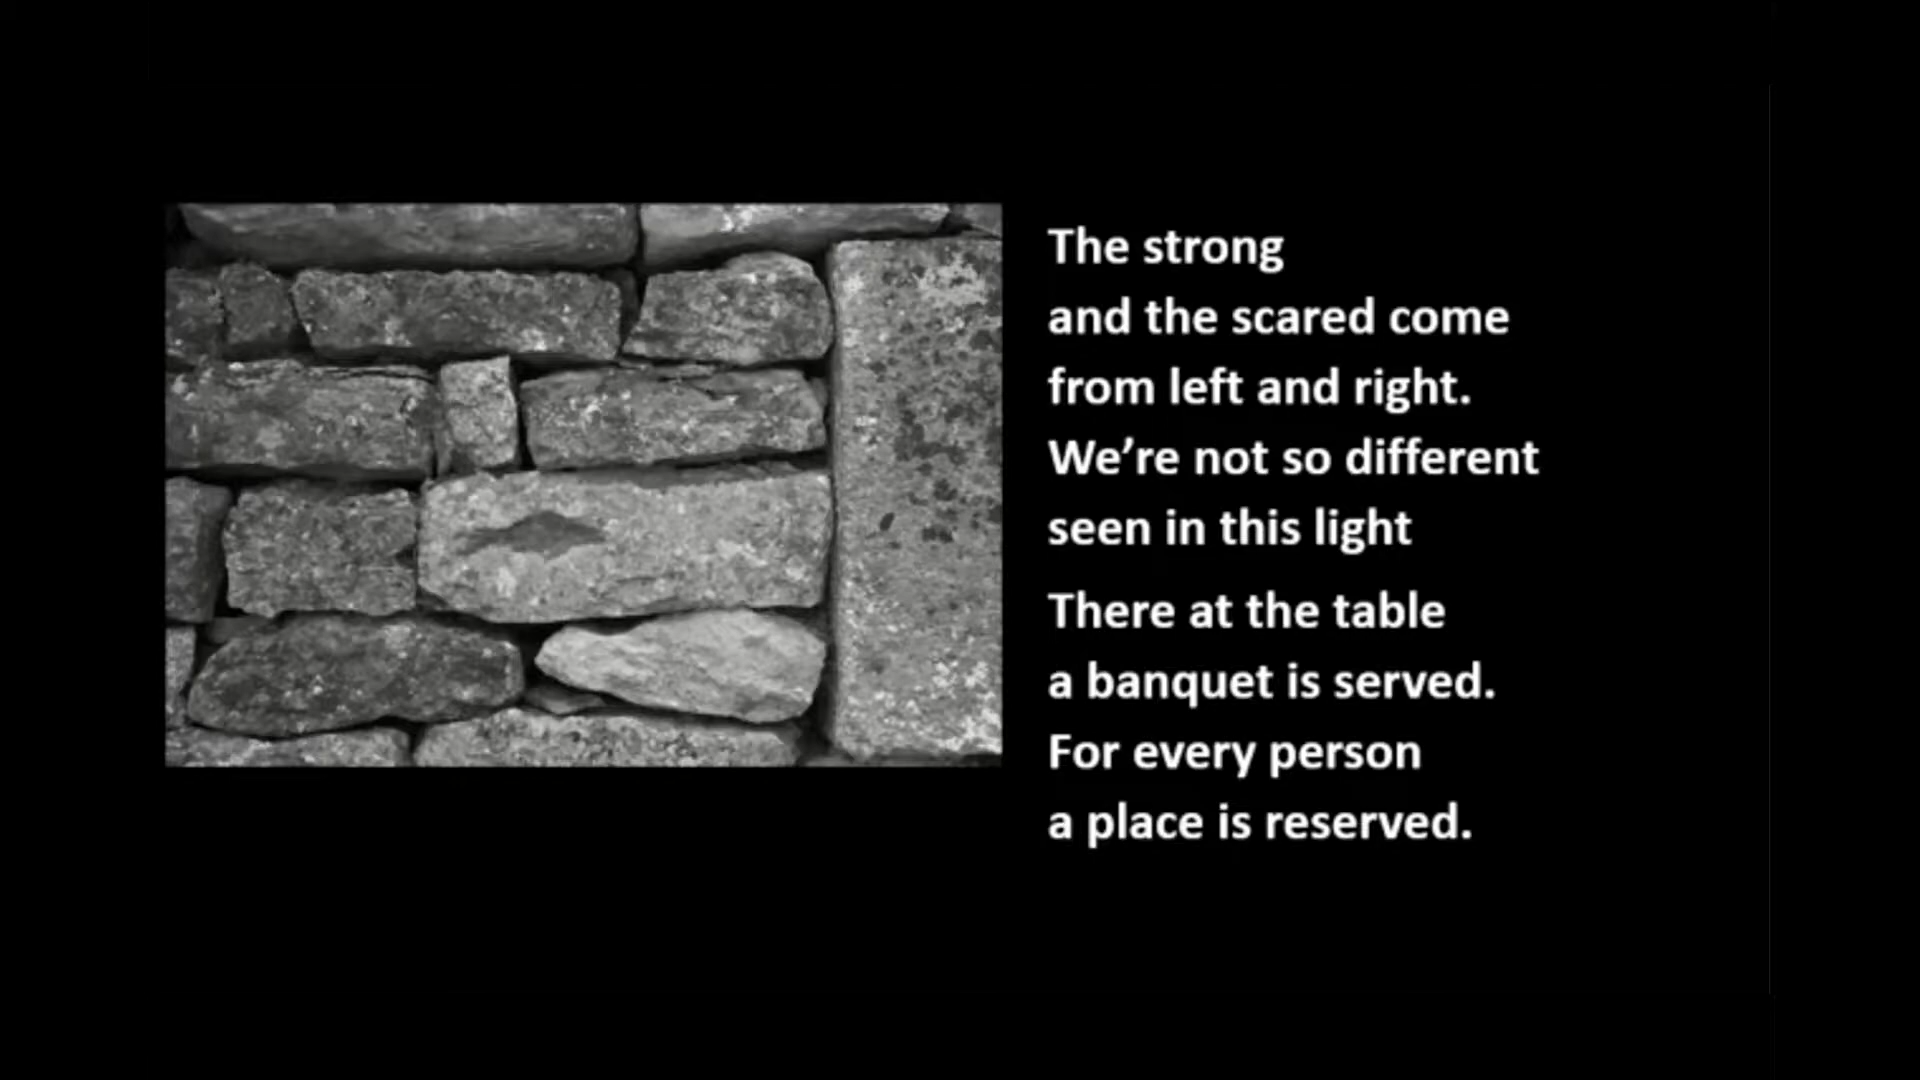 The strong
and the scared come
from left and right.
We’re not so different
seen in this light
There at the table
a banquet is served.
For every person
a place is reserved.